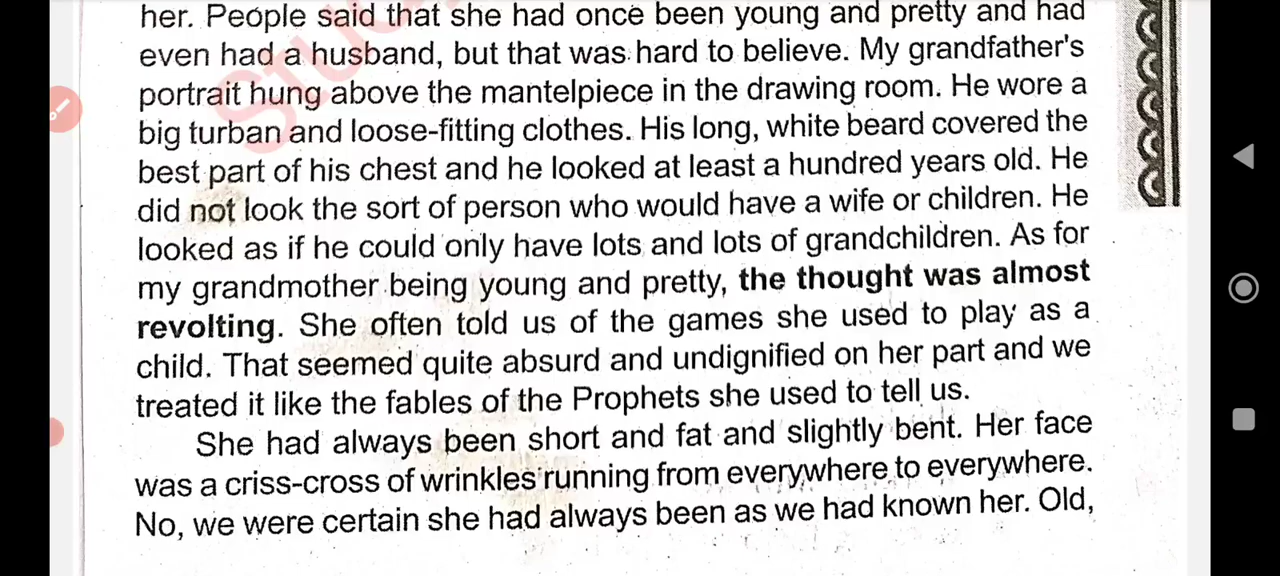 her. People said that she had once been young and pretty and had
even had a husband, but that was hard to believe. My grandfather's
portrait hung above the mantelpiece in the drawing room. He wore a
big turban and loose-fitting clothes. His long, white beard covered the
best part of his chest and he looked at least a hundred years old. He
did not look the sort of person who would have a wife or children. He
looked as if he could only have lots and lots of grandchildren. As for
my grandmother being young and pretty, the thought was almost
revolting. She often told us of the games she used to play as a
child. That seemed quite absurd and undignified on her part and we
treated it like the fables of the Prophets she used to tell us.
She had always been short and fat and slightly bent. Her face
was a criss-cross of wrinkles running from everywhere to everywhere.
No, we were certain she had always been as we had known her. Old,